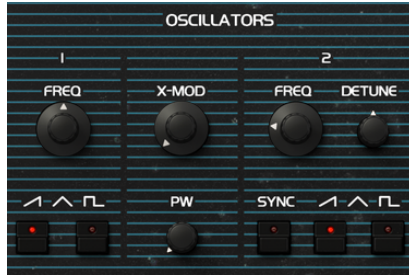 OSCILLATORS
1 2
FREQ X-MOD FREQ DETUNE
PW SYNC